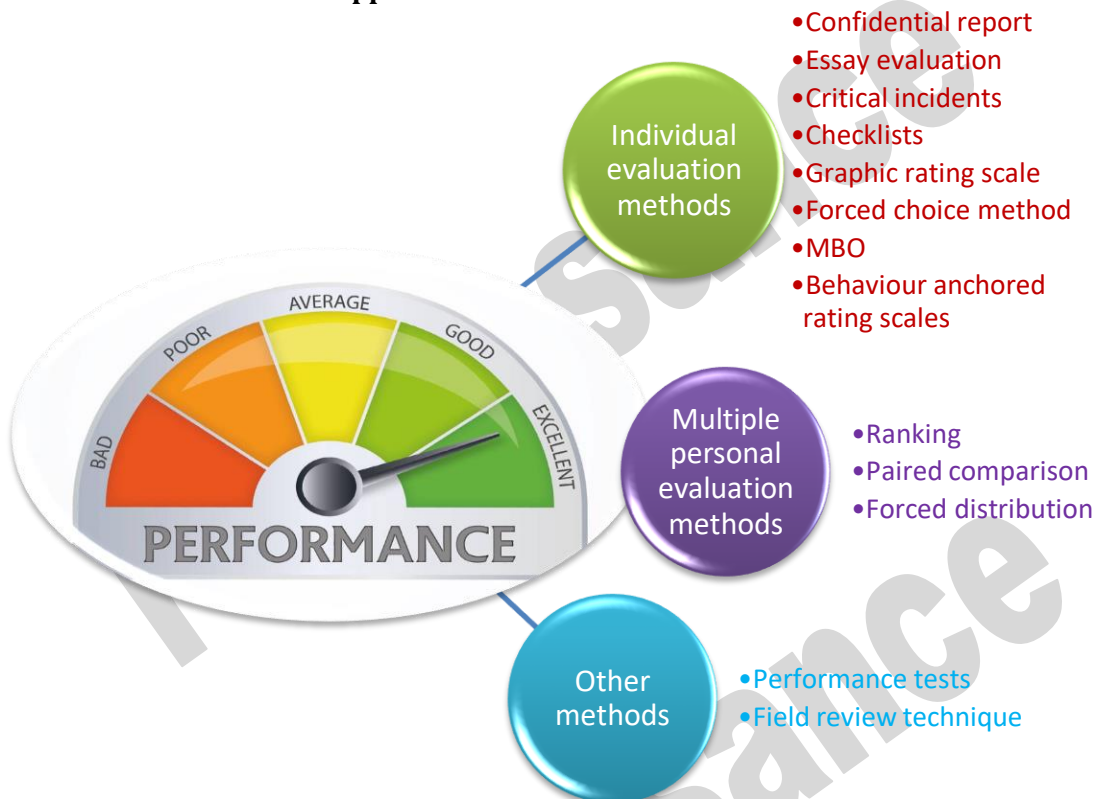 •Confidential report
•Essay evaluation
•Critical incidents
•Checklists
•Graphic rating scale
•Forced choice method
•MBO
•Behaviour anchored
rating scales
Individual
evaluation
methods
BAD
POOR
AVERAGE
GOOD
EXCELLENT
PERFORMANCE
Multiple
personal
evaluation
methods
•Ranking
•Paired comparison
•Forced distribution
Other
methods
•Performance tests
•Field review technique